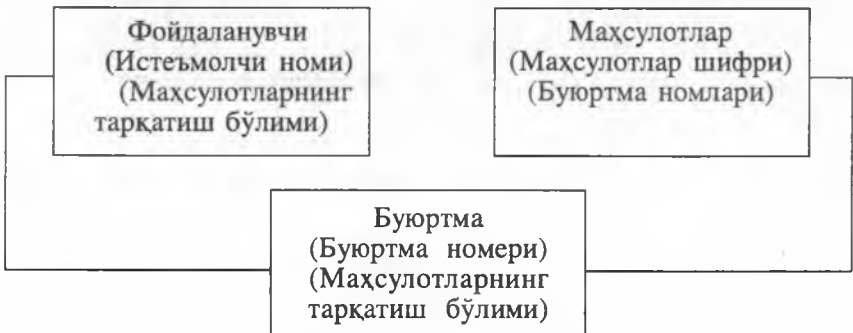 Фойдаланувчи
(Истеъмолчи номи)
(Маҳсулотларнинг
тарқатиш бўлими)
Маҳсулотлар
(Маҳсулотлар шифри)
(Буюртма номлари)
Буюртма
(Буюртма номери)
(Маҳсулотларнинг
тарқатиш бўлими)